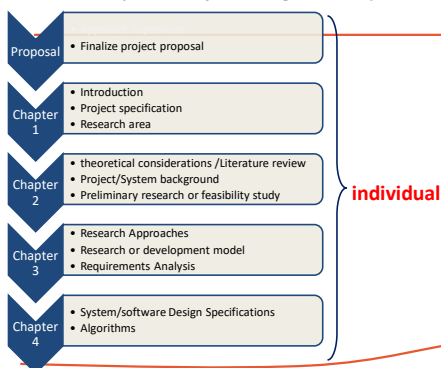 Proposal
• Finalize project proposal
Chapter
1
• Introduction
• Project specification
• Research area
Chapter
2
• theoretical considerations /Literature review
• Project/System background
• Preliminary research or feasibility study
individual
Chapter
3
• Research Approaches
• Research or development model
• Requirements Analysis
Chapter
4
• System/software Design Specifications
• Algorithms